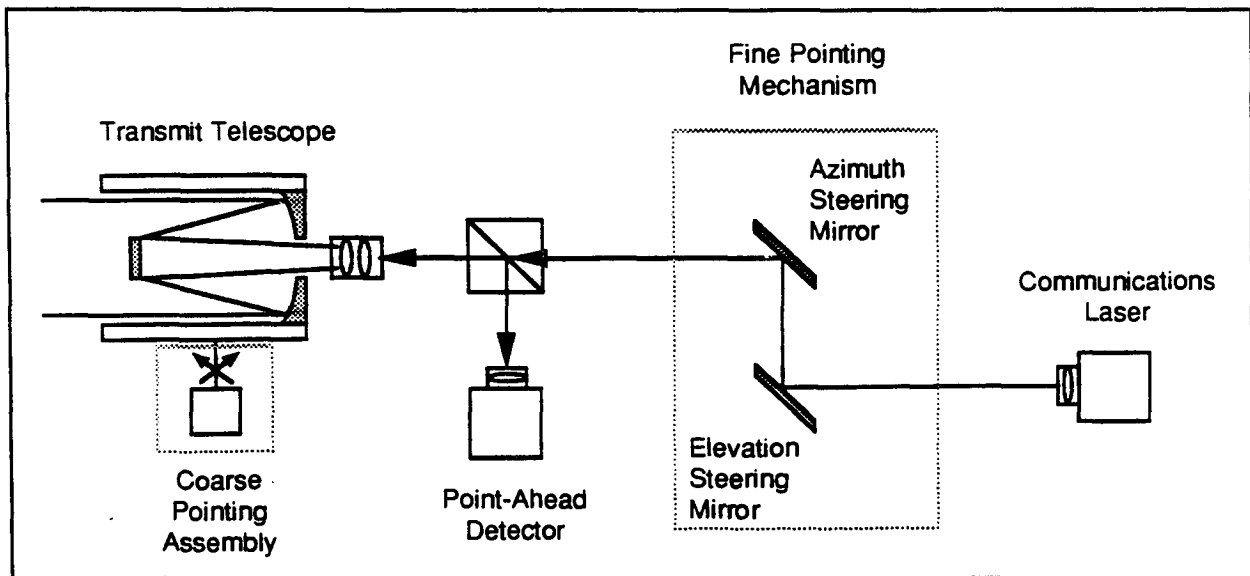 Fine Pointing
Mechanism
Transmit Telescope
Azimuth
Steering
Mirror
Communications
Laser
Elevation
Steering
Mirror
Coarse
Pointing
Assembly
Point-Ahead
Detector